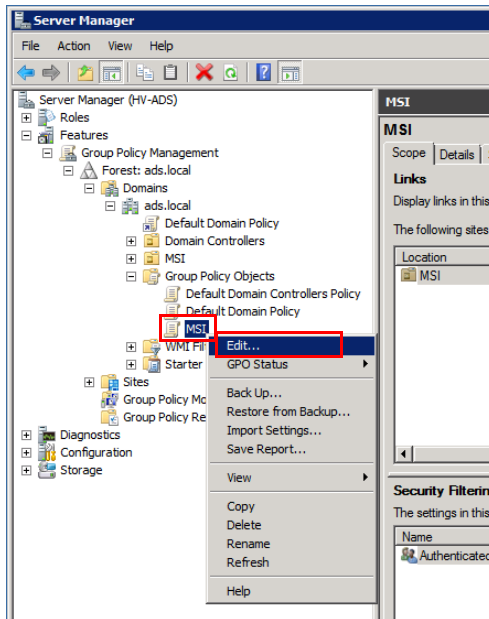 Server Manager
File Action View Help
Server Manager (HV-ADS)
Roles
Features
Group Policy Management
Forest: ads.local
Domains
ads.local
Default Domain Policy
Domain Controllers
MSI
Group Policy Objects
Default Domain Controllers Policy
Default Domain Policy
MSI
WMI Fil
Starter
Sites
Group Policy Mo
Group Policy Re
Diagnostics
Configuration
Storage
Edit...
GPO Status
Back Up...
Restore from Backup...
Import Settings...
Save Report...
View
Copy
Delete
Rename
Refresh
Help
MSI
MSI
Scope Details
Links
Display links in this
The following sites
Location
MSI
Security Filterin
The settings in this
Name
Authenticated